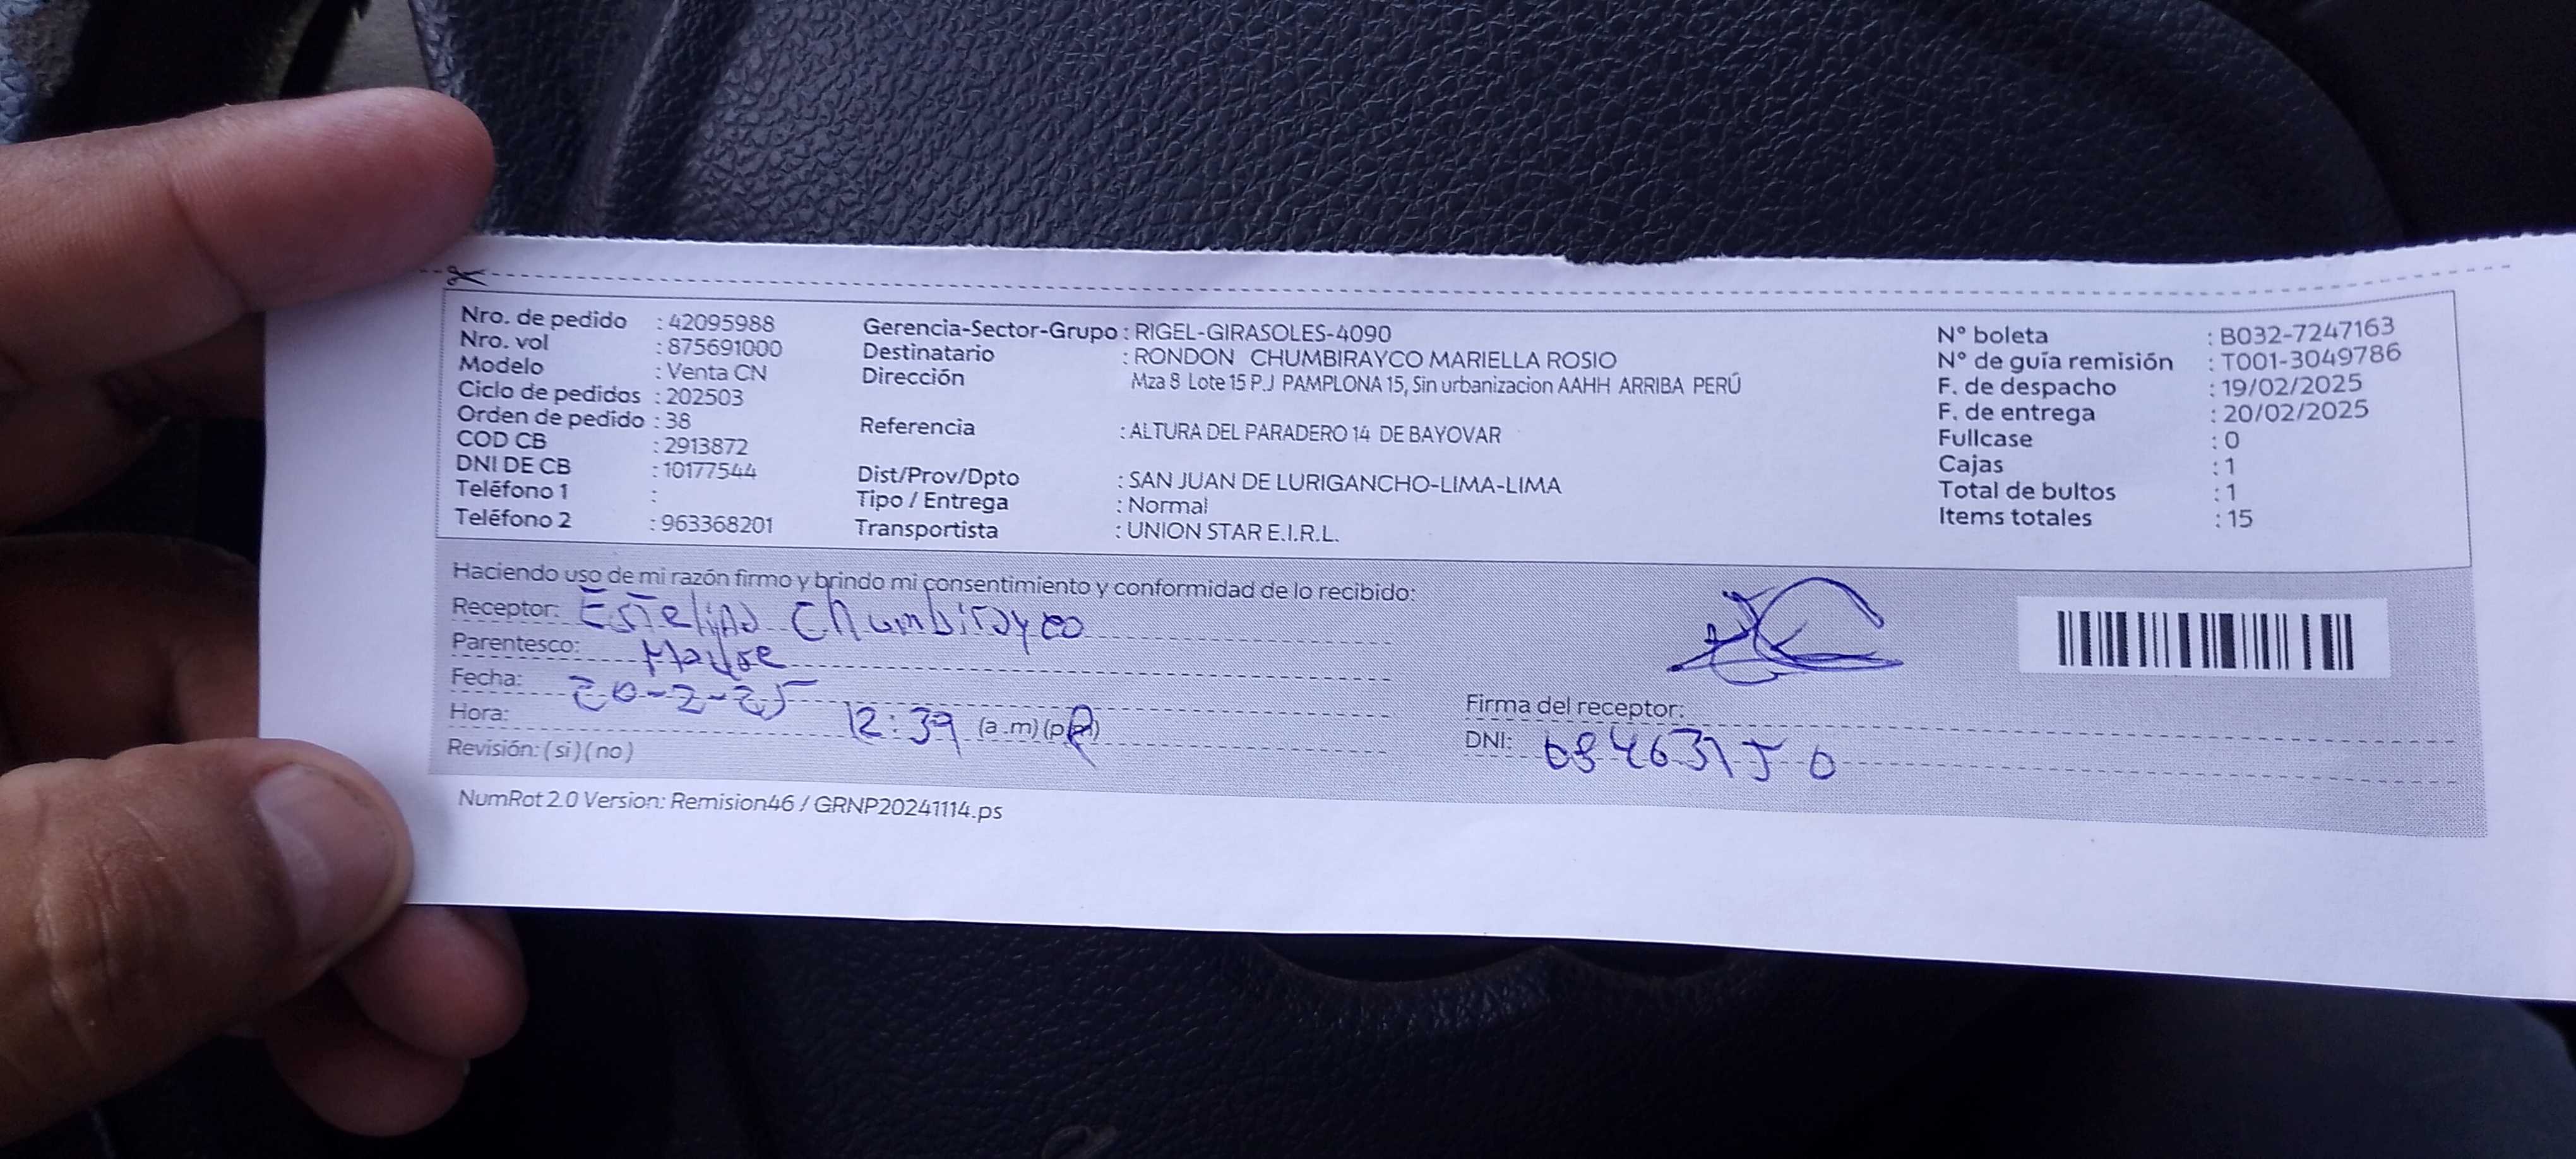 Nro. de pedido : 42095988
Nro. vol : 875691000
Modelo : Venta CN
Ciclo de pedidos : 202503
Orden de pedido : 38
COD CB : 2913872
DNI DE CB : 10177544
Teléfono 1 :
Teléfono 2 : 963368201
Gerencia-Sector-Grupo : RIGEL-GIRASOLES-4090
Destinatario : RONDON CHUMBIRAYCO MARIELLA ROSIO
Dirección Mza 8 Lote 15 P.J PAMPLONA 15, Sin urbanizacion AAHH ARRIBA PERÚ
Referencia : ALTURA DEL PARADERO 14 DE BAYOVAR
Dist/Prov/Dpto : SAN JUAN DE LURIGANCHO-LIMA-LIMA
Tipo / Entrega : Normal
Transportista : UNION STAR E.I.R.L.
N° boleta : B032-7247163
N° de guía remisión : T001-3049786
F. de despacho : 19/02/2025
F. de entrega : 20/02/2025
Fullcase : 0
Cajas : 1
Total de bultos : 1
Items totales : 15
Haciendo uso de mi razón firmo y brindo mi consentimiento y conformidad de lo recibido:
Receptor: Chumbirayco
Parentesco: Madre
Fecha: 20-2-25
Hora: 12:39 (a.m) (p
Revisión: ( si ) ( no )
Firma del receptor:
DNI:
NumRot 2.0 Version: Remision46 / GRNP20241114.ps